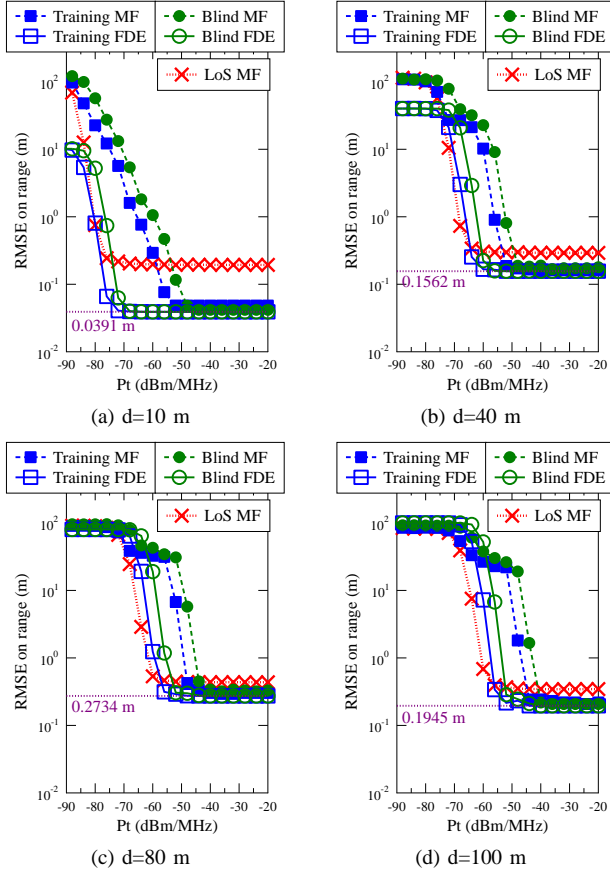 Training MF
Training FDE
Blind MF
Blind FDE
LoS MF
RMSE on range (m)
10^2
10^1
10^0
10^-1
10^-2
0.0391 m
-90 -80 -70 -60 -50 -40 -30 -20
Pt (dBm/MHz)
(a) d=10 m
Training MF
Training FDE
Blind MF
Blind FDE
LoS MF
RMSE on range (m)
10^2
10^1
10^0
10^-1
10^-2
0.1562 m
-90 -80 -70 -60 -50 -40 -30 -20
Pt (dBm/MHz)
(b) d=40 m
Training MF
Training FDE
Blind MF
Blind FDE
LoS MF
RMSE on range (m)
10^2
10^1
10^0
10^-1
10^-2
0.2734 m
-90 -80 -70 -60 -50 -40 -30 -20
Pt (dBm/MHz)
(c) d=80 m
Training MF
Training FDE
Blind MF
Blind FDE
LoS MF
RMSE on range (m)
10^2
10^1
10^0
10^-1
10^-2
0.1945 m
-90 -80 -70 -60 -50 -40 -30 -20
Pt (dBm/MHz)
(d) d=100 m